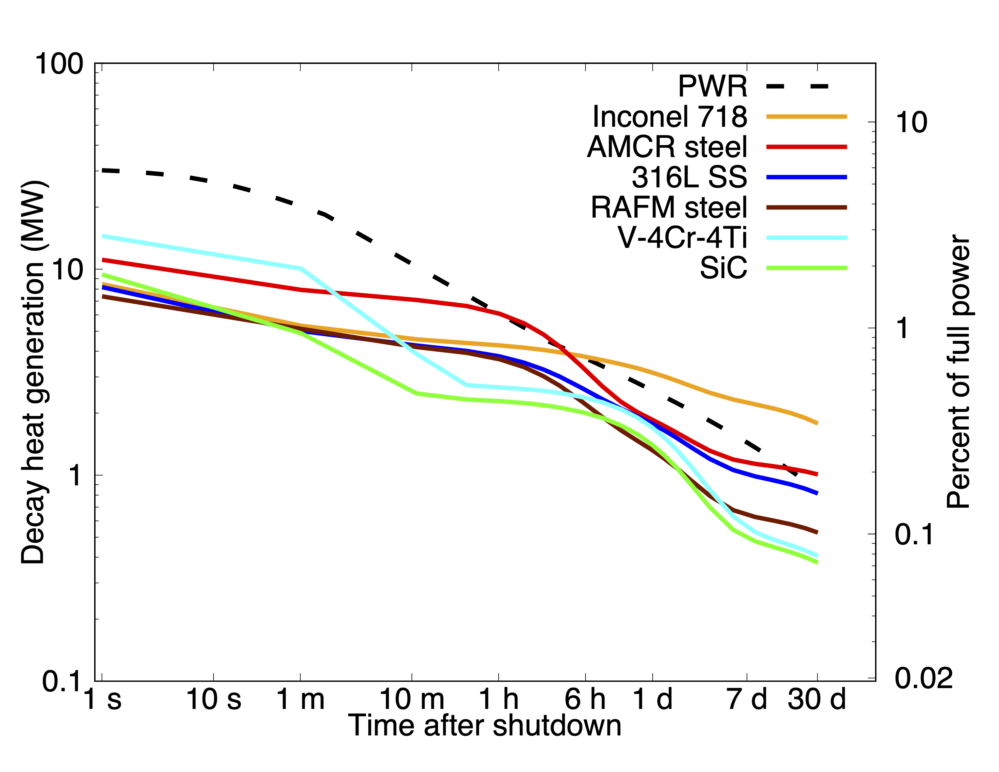 100
10
1
0.1
Decay heat generation (MW)
PWR
Inconel 718
AMCR steel
316L SS
RAFM steel
V-4Cr-4Ti
SiC
10
1
0.1
0.02
Percent of full power
1 s 10 s 1 m 10 m 1 h 6 h 1 d 7 d 30 d
Time after shutdown